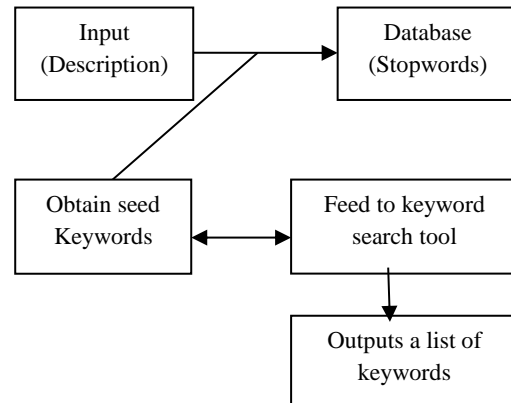 Input
(Description)
Database
(Stopwords)
Obtain seed
Keywords
Feed to keyword
search tool
Outputs a list of
keywords